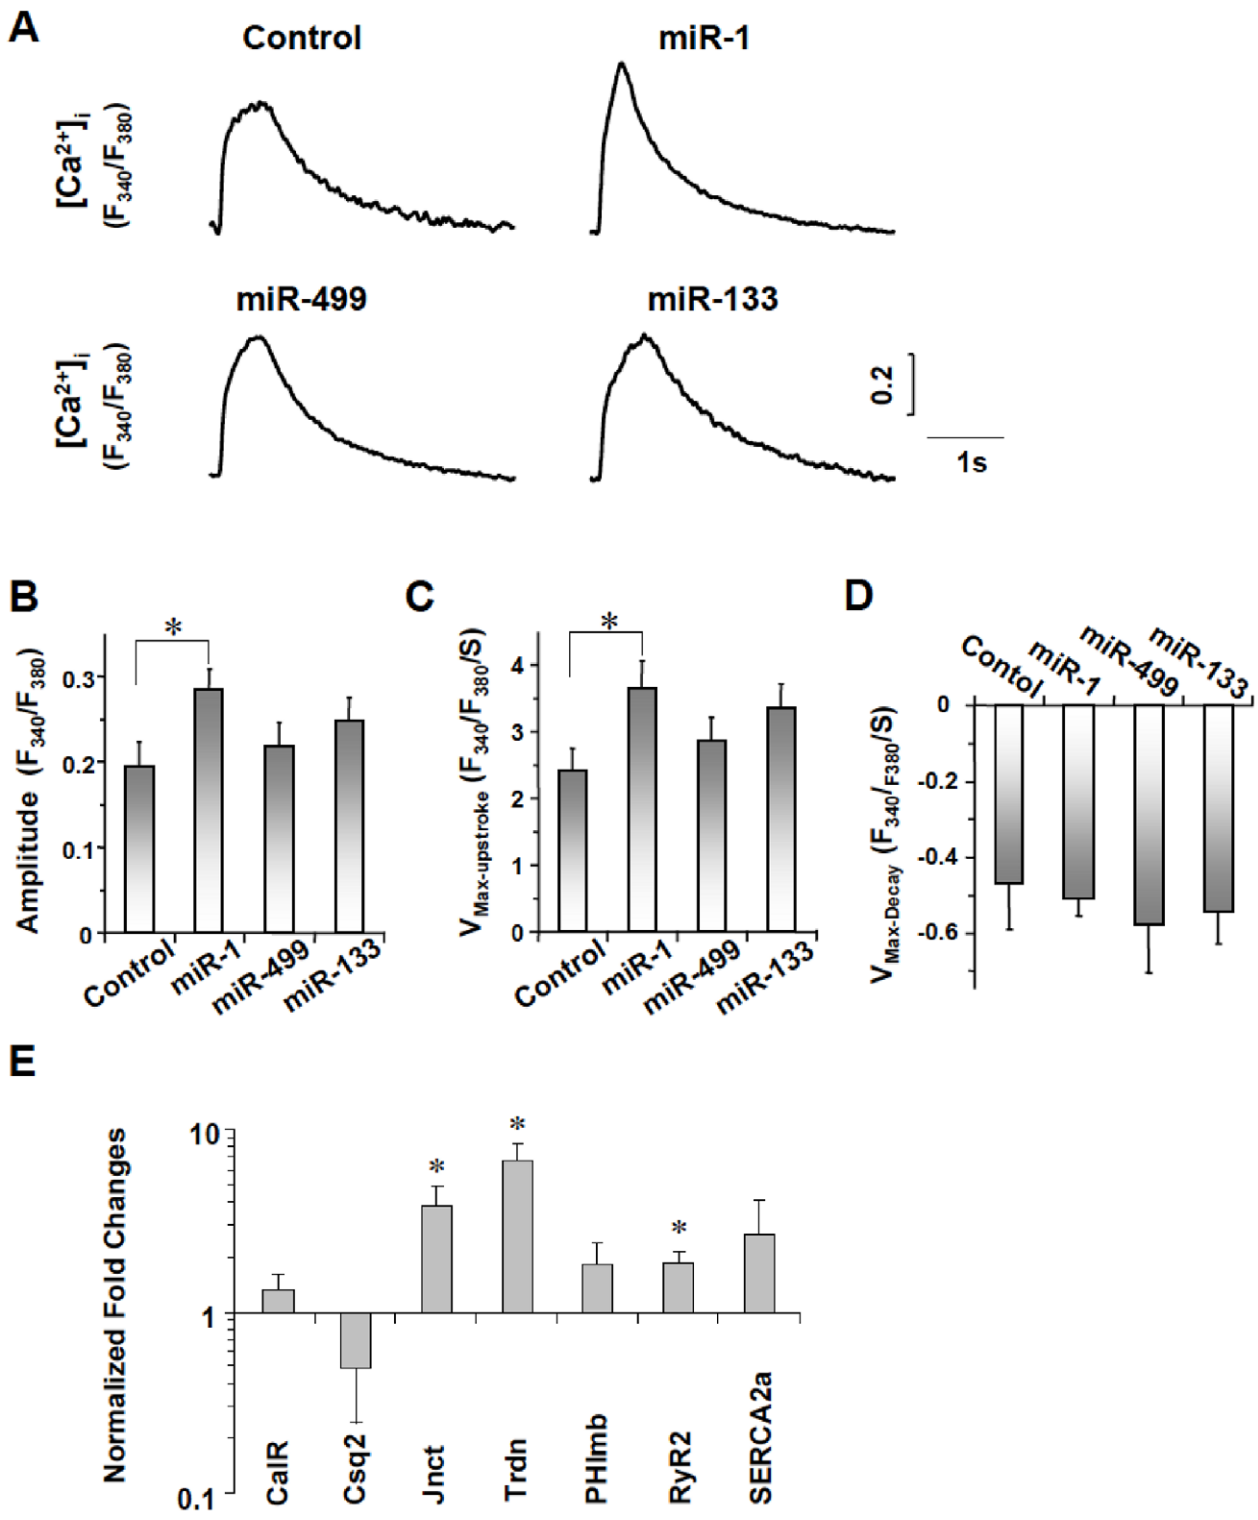 A
Control
miR-1
[Ca²⁺]ᵢ
(F₃₄₀/F₃₈₀)
miR-499
miR-133
[Ca²⁺]ᵢ
(F₃₄₀/F₃₈₀)
0.2
1s
B
Amplitude (F₃₄₀/F₃₈₀)
*
0.3
0.2
0.1
0
Control
miR-1
miR-499
miR-133
C
V Max-upstroke (F₃₄₀/F₃₈₀/S)
*
4
3
2
1
0
Control
miR-1
miR-499
miR-133
D
Contol
miR-1
miR-499
miR-133
V Max-Decay (F₃₄₀/F380/S)
0
-0.2
-0.4
-0.6
E
Normalized Fold Changes
10
1
0.1
*
*
*
CalR
Csq2
Jnct
Trdn
PHlmb
RyR2
SERCA2a